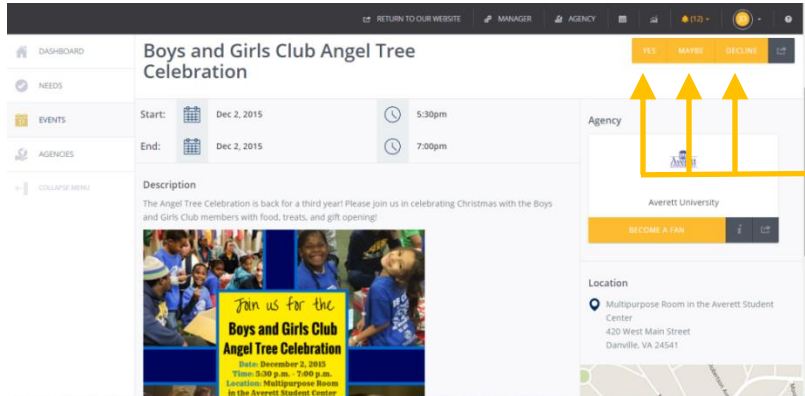 RETURN TO OUR WEBSITE MANAGER AGENCY (12)
DASHBOARD
NEEDS
EVENTS
AGENCIES
COLLAPSE MENU
Boys and Girls Club Angel Tree
Celebration
YES MAYBE DECLINE
Start: Dec 2, 2015 5:30pm
End: Dec 2, 2015 7:00pm
Description
The Angel Tree Celebration is back for a third year! Please join us in celebrating Christmas with the Boys
and Girls Club members with food, treats, and gift opening!
Join us for the
Boys and Girls Club
Angel Tree Celebration
Date: December 2, 2015
Time: 5:30 p.m. - 7:00 p.m.
Location: Multipurpose Room
in the Averett Student Center
Agency
Averett
Averett University
BECOME A FAN
Location
Multipurpose Room in the Averett Student
Center
420 West Main Street
Danville, VA 24541